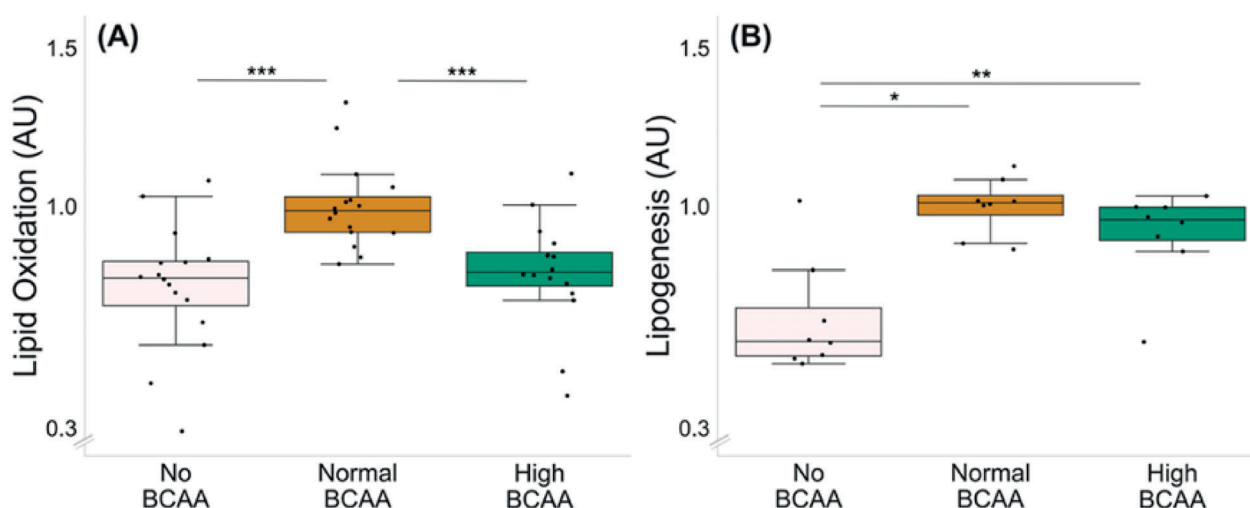 (A)
Lipid Oxidation (AU)
1.5
1.0
0.3
***
***
No
BCAA
Normal
BCAA
High
BCAA
(B)
Lipogenesis (AU)
1.5
1.0
0.3
**
*
No
BCAA
Normal
BCAA
High
BCAA